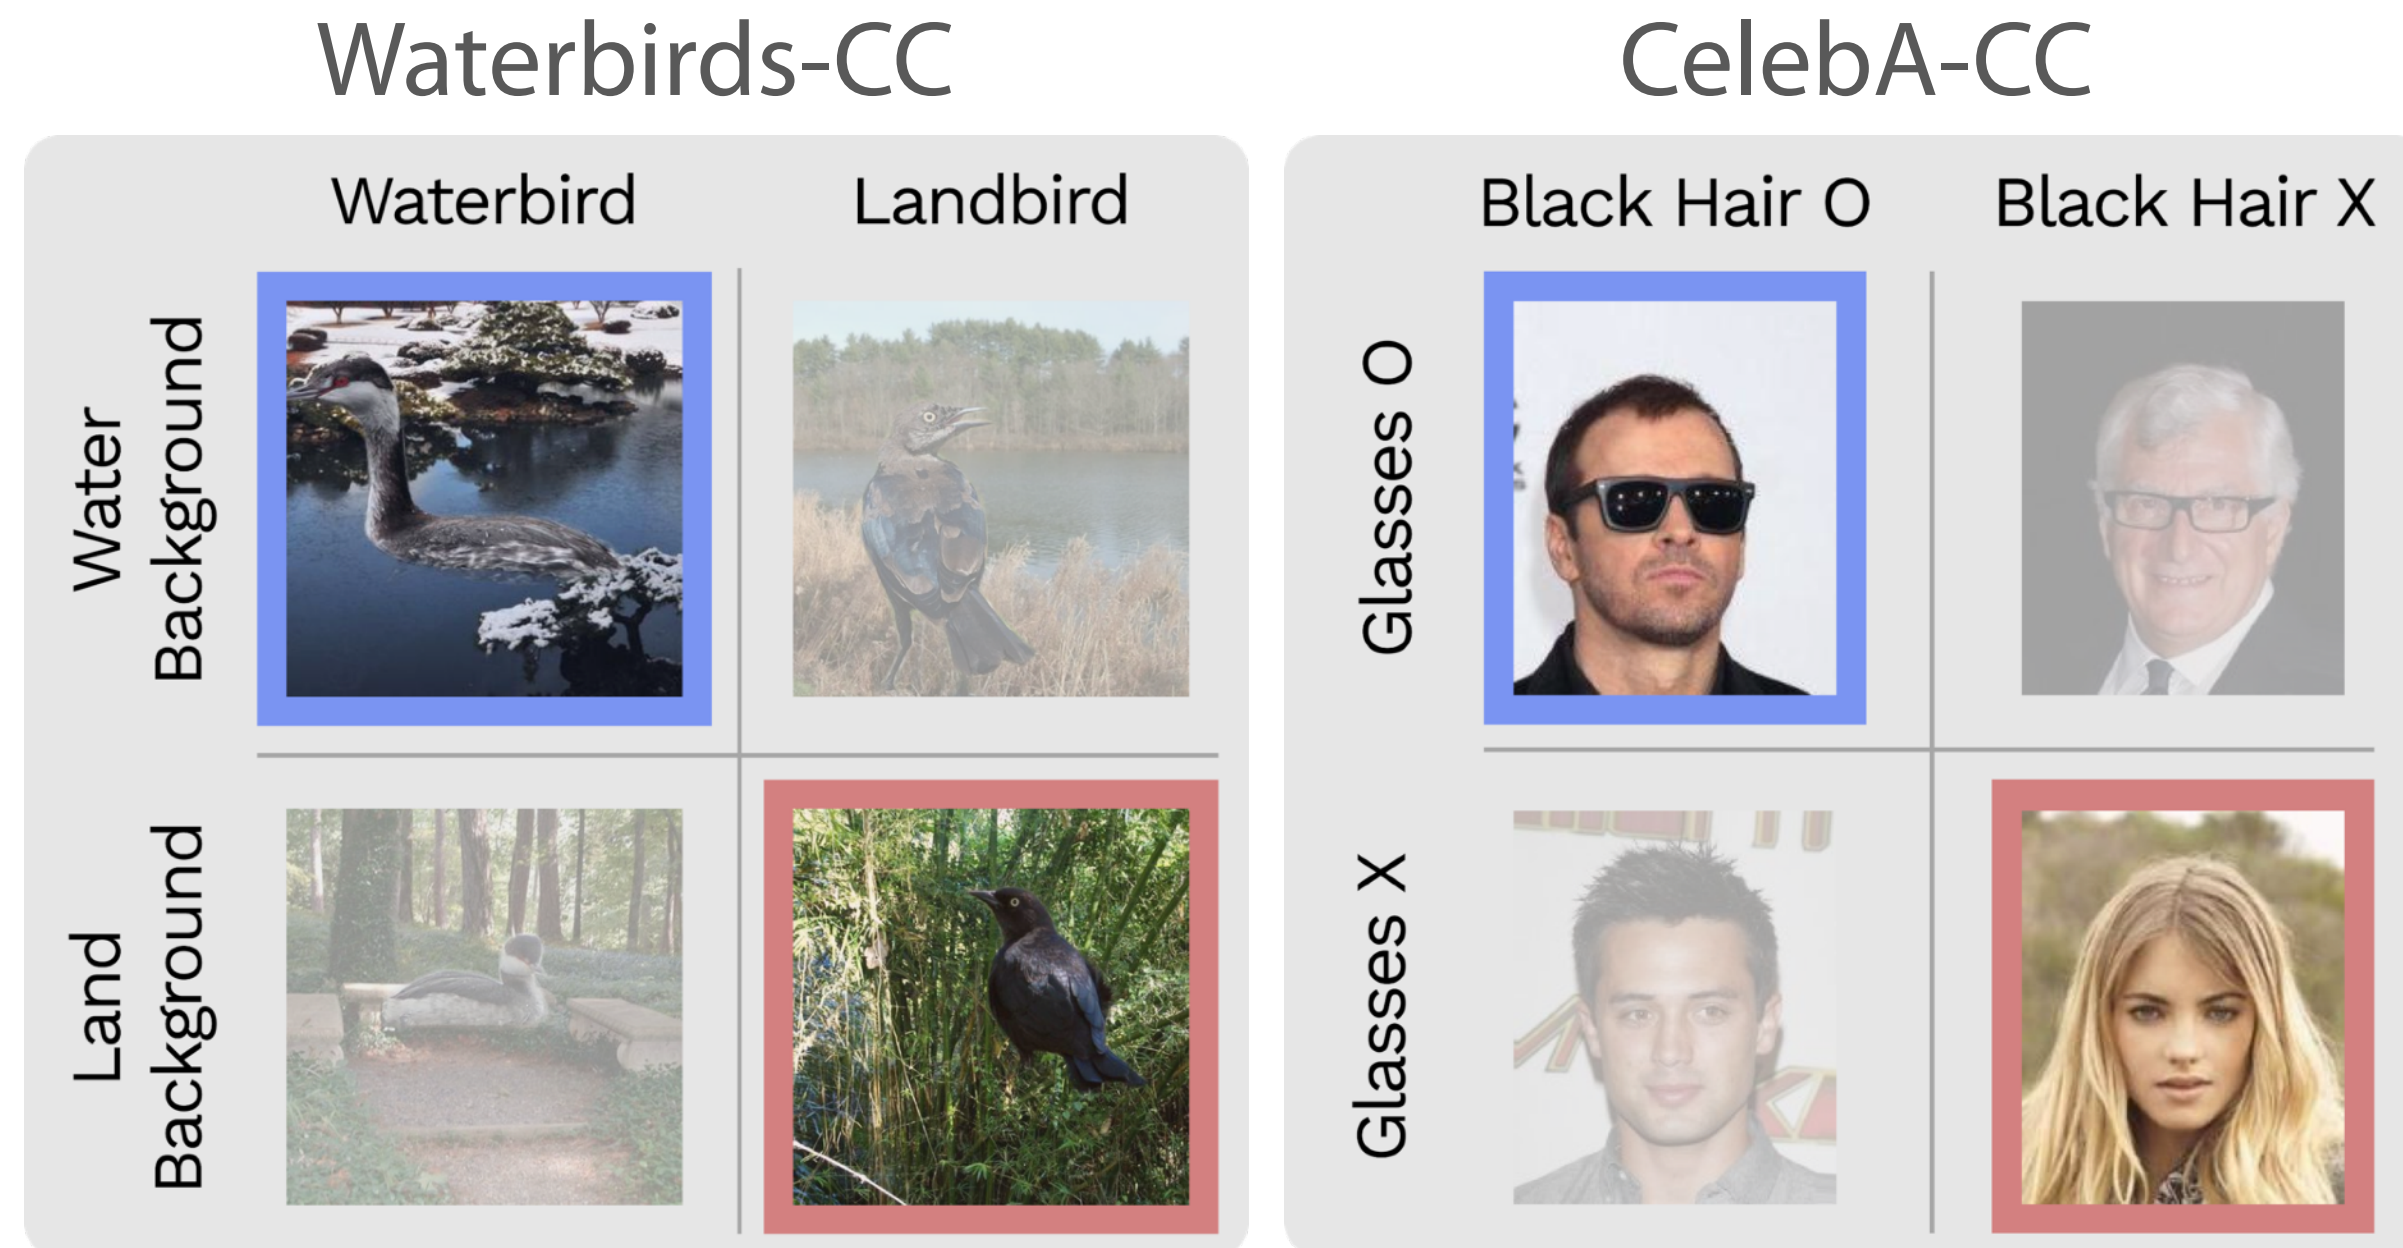 Waterbirds-CC
CelebA-CC
Waterbird
Landbird
Water
Background
Land
Background
Black Hair O
Black Hair X
Glasses O
Glasses X